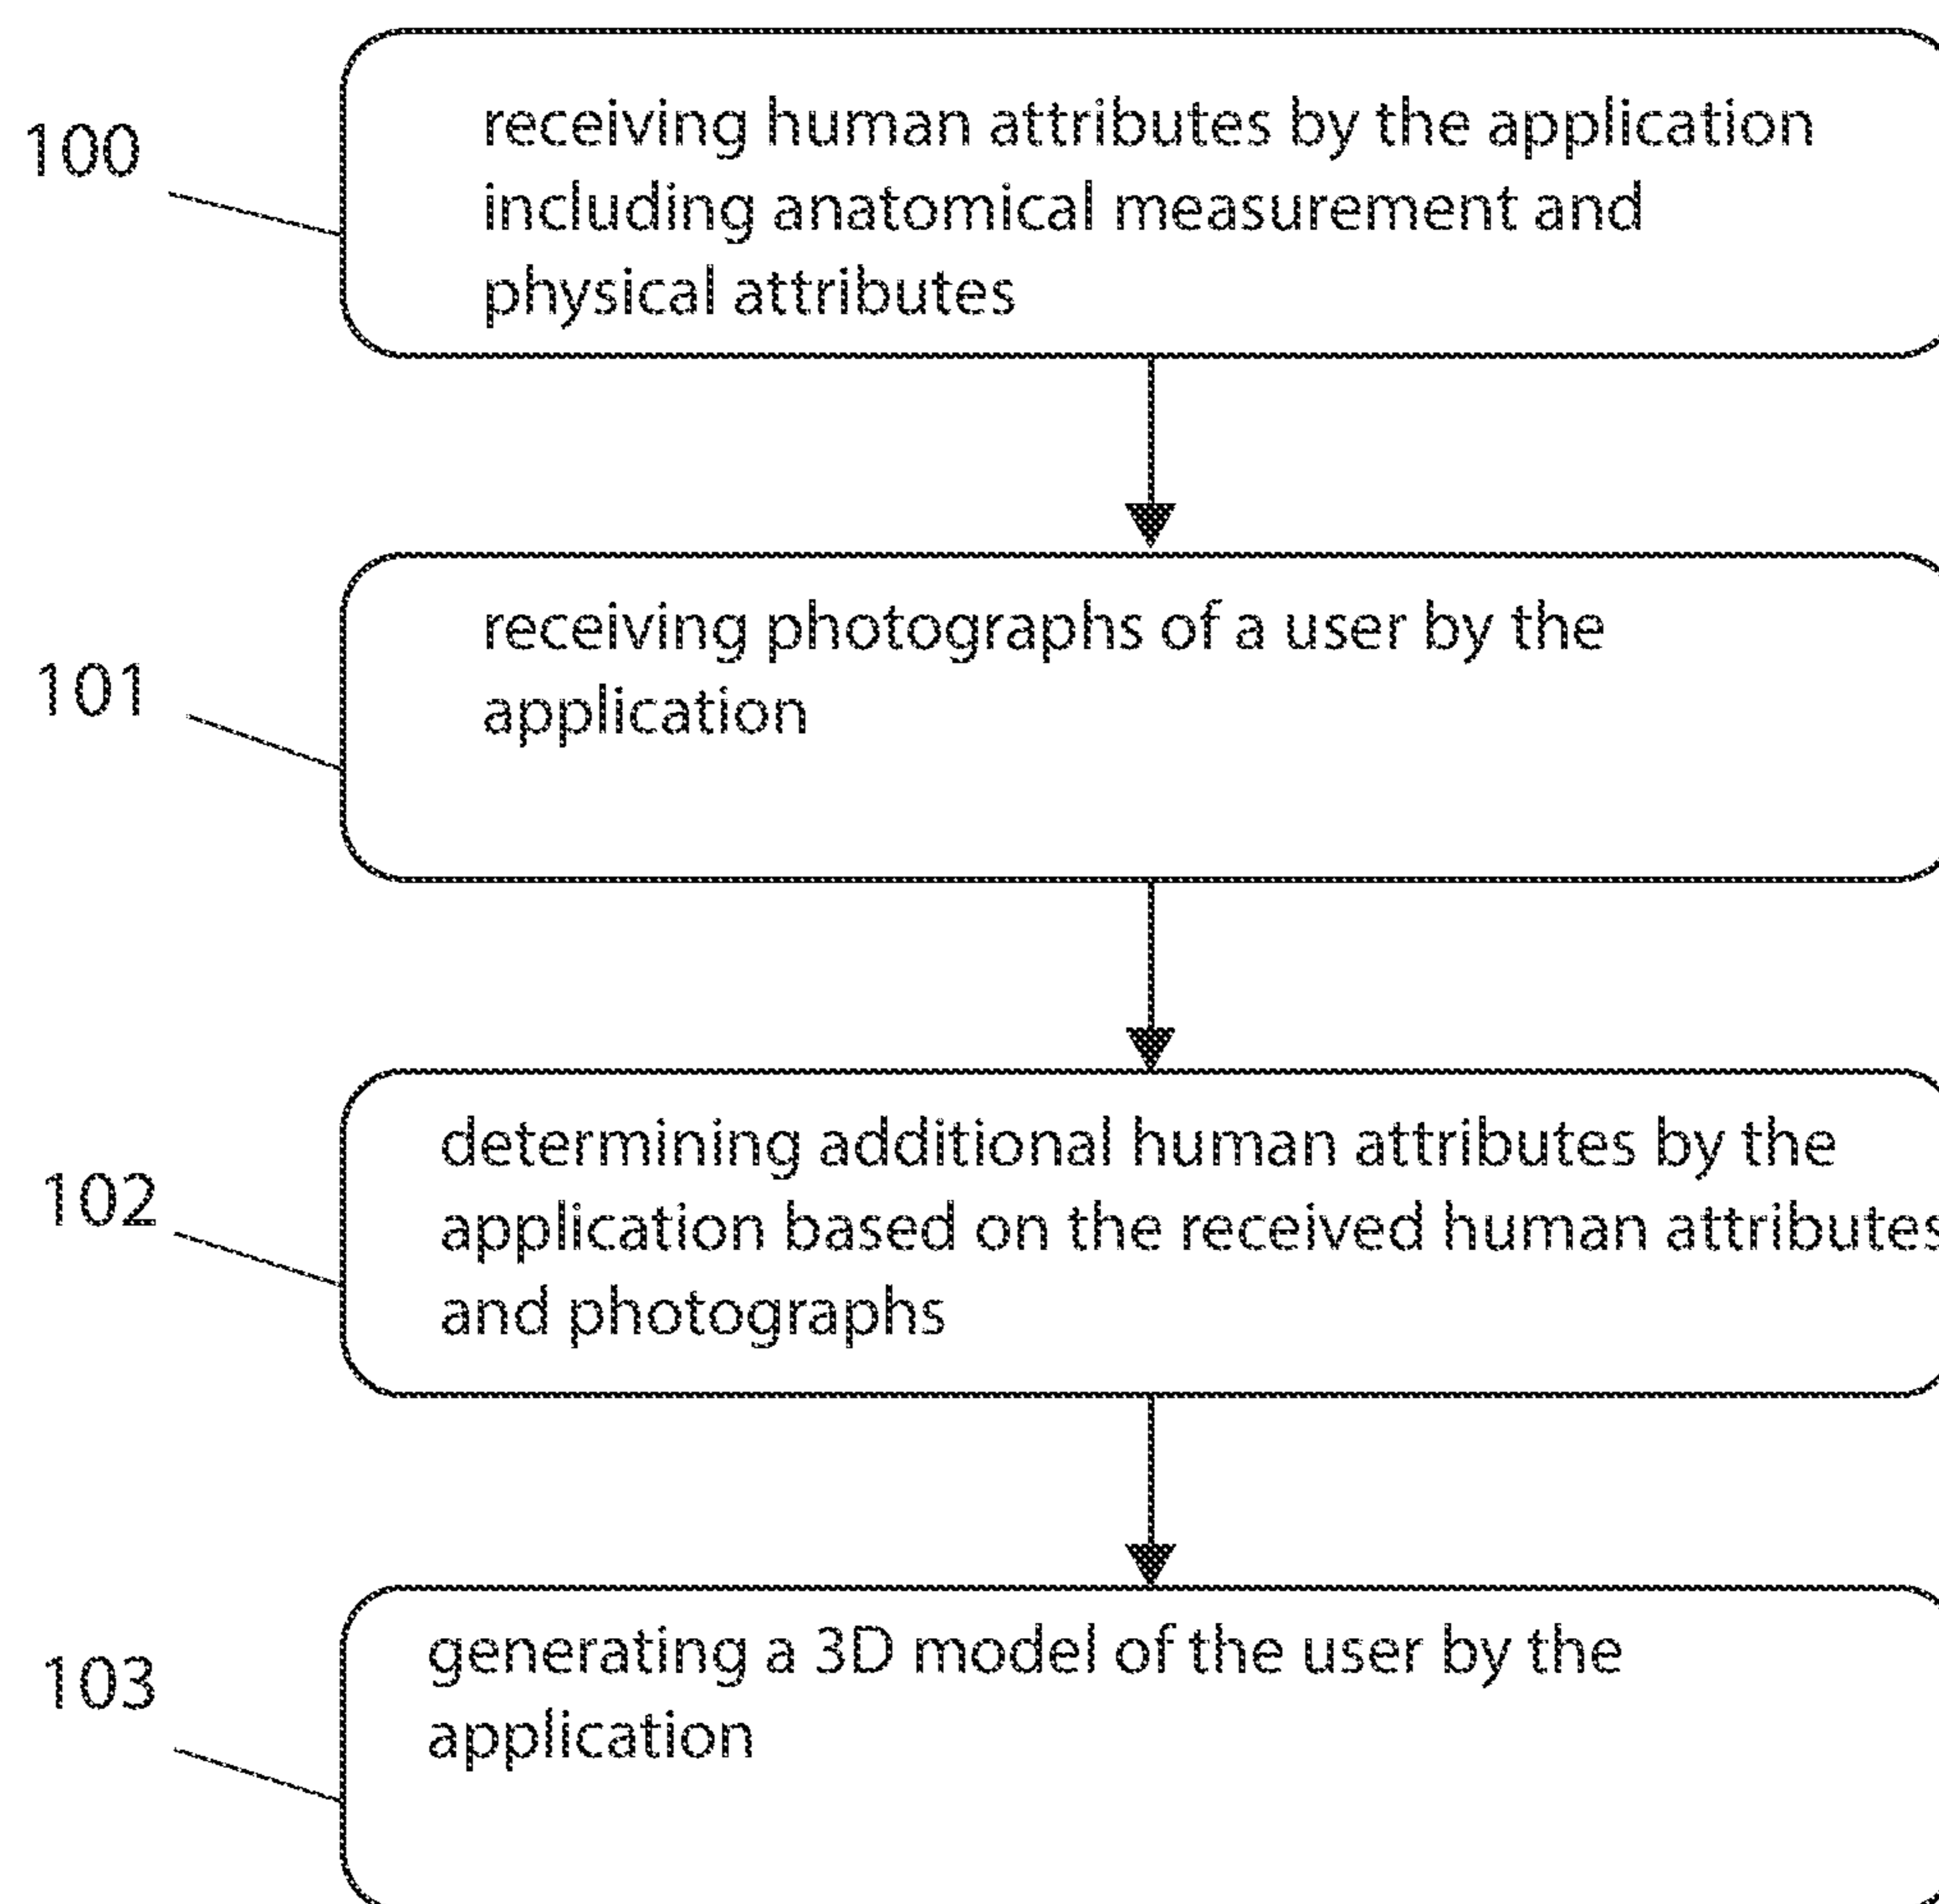 100
receiving human attributes by the application
including anatomical measurement and
physical attributes
101
receiving photographs of a user by the
application
102
determining additional human attributes by the
application based on the received human attributes
and photographs
103
generating a 3D model of the user by the
application